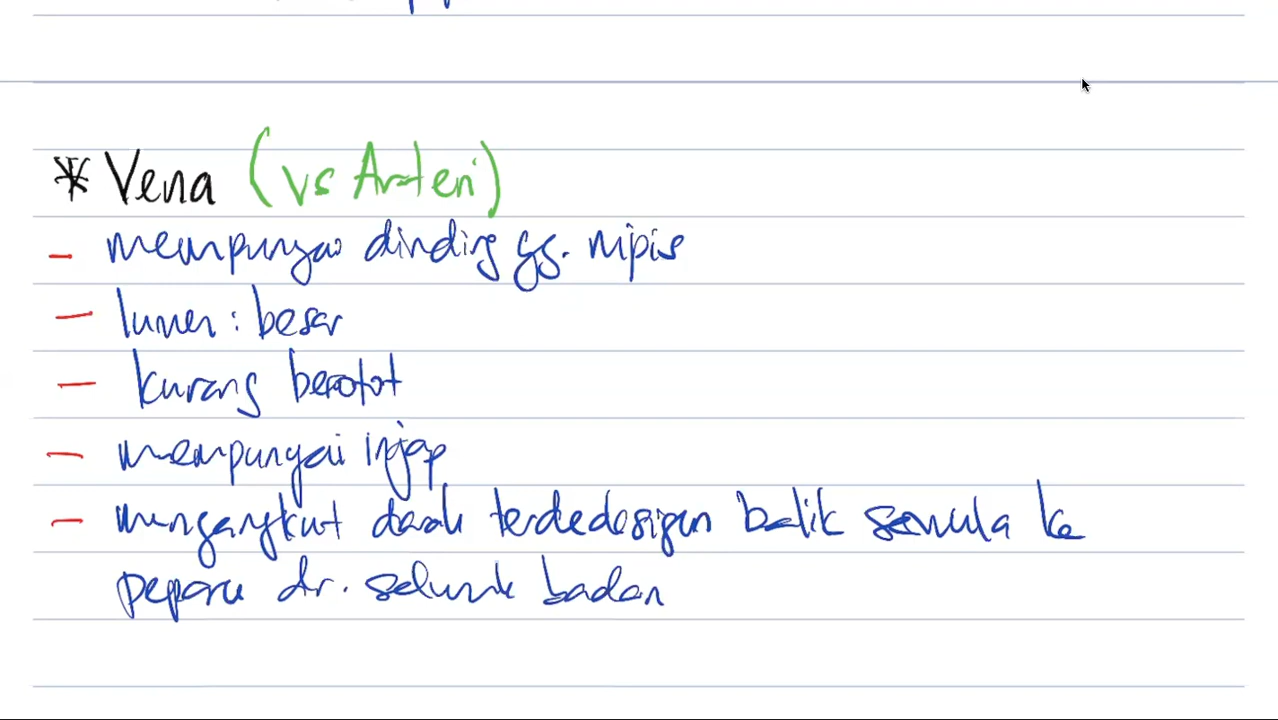 * Vena (vs Arteri)
- mempunyai dinding yg. nipis
- lumen : besar
- kurang berotot
- mempunyai injap
- mengangkut darah terdedoksigen balik semula ke
peparu dr. seluruh badan